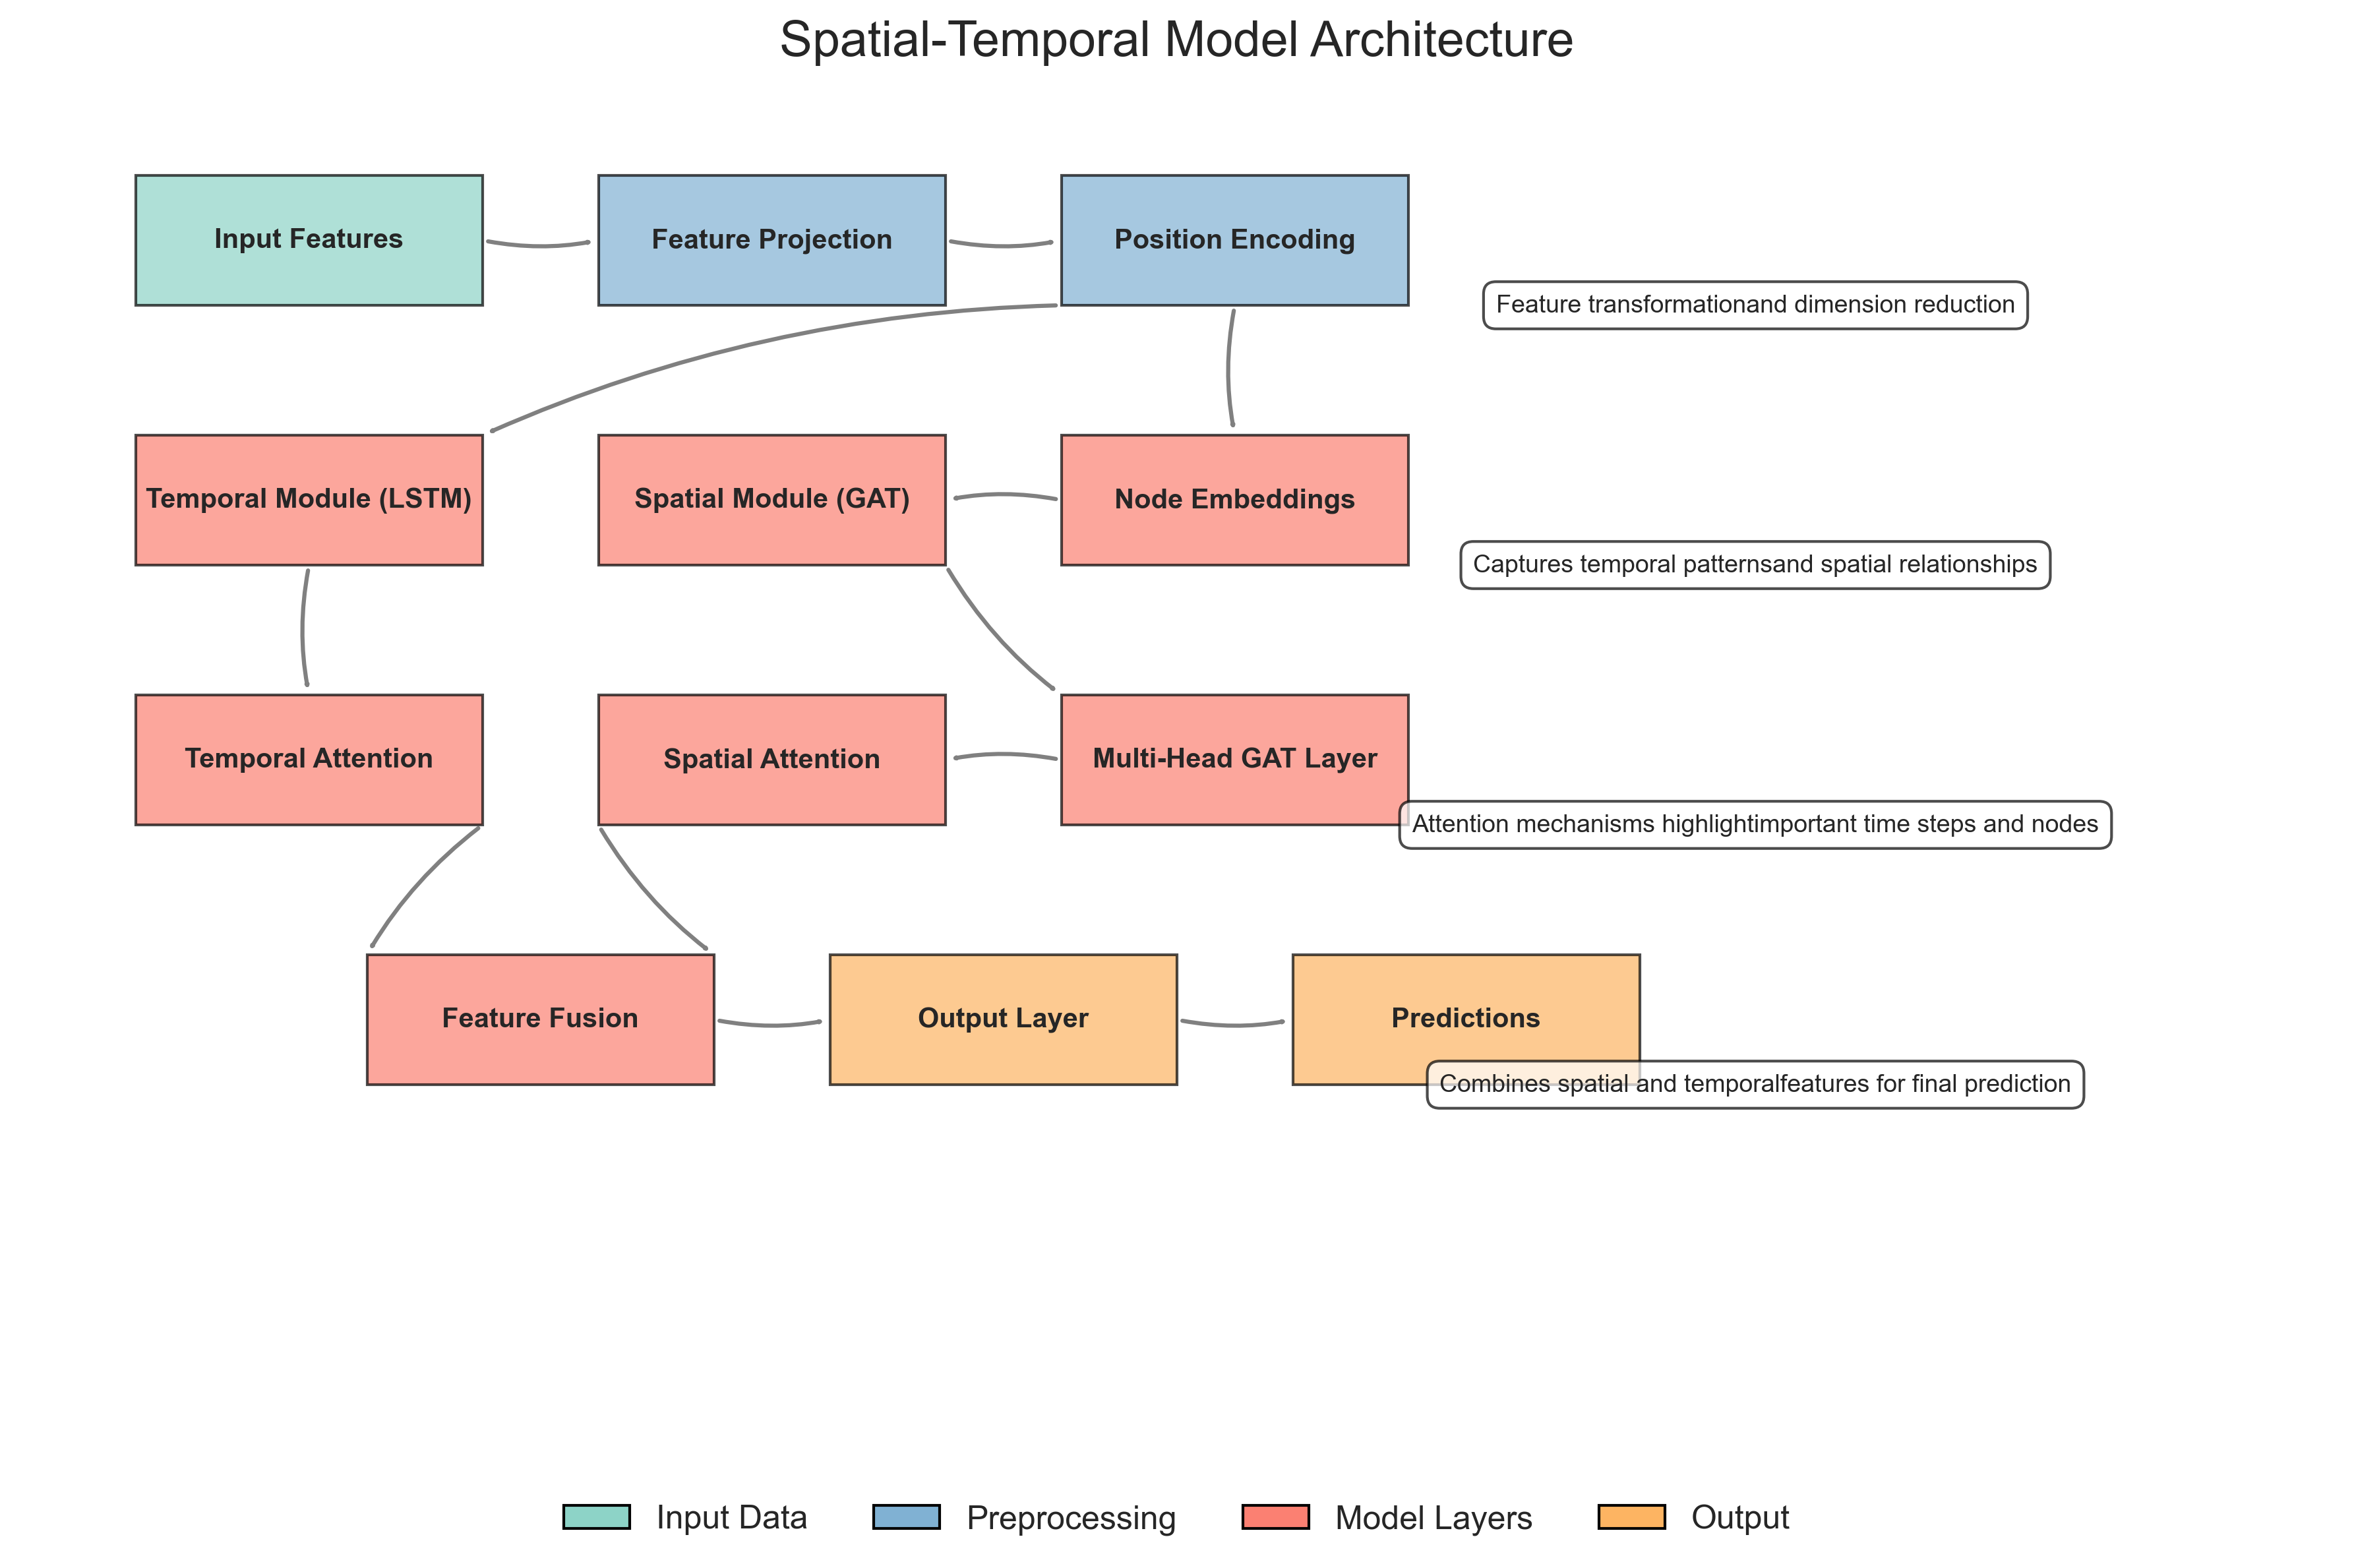 Spatial-Temporal Model Architecture
Input Features
Feature Projection
Position Encoding
Feature transformationand dimension reduction
Temporal Module (LSTM)
Spatial Module (GAT)
Node Embeddings
Captures temporal patternsand spatial relationships
Temporal Attention
Spatial Attention
Multi-Head GAT Layer
Attention mechanisms highlightimportant time steps and nodes
Feature Fusion
Output Layer
Predictions
Combines spatial and temporalfeatures for final prediction
Input Data
Preprocessing
Model Layers
Output